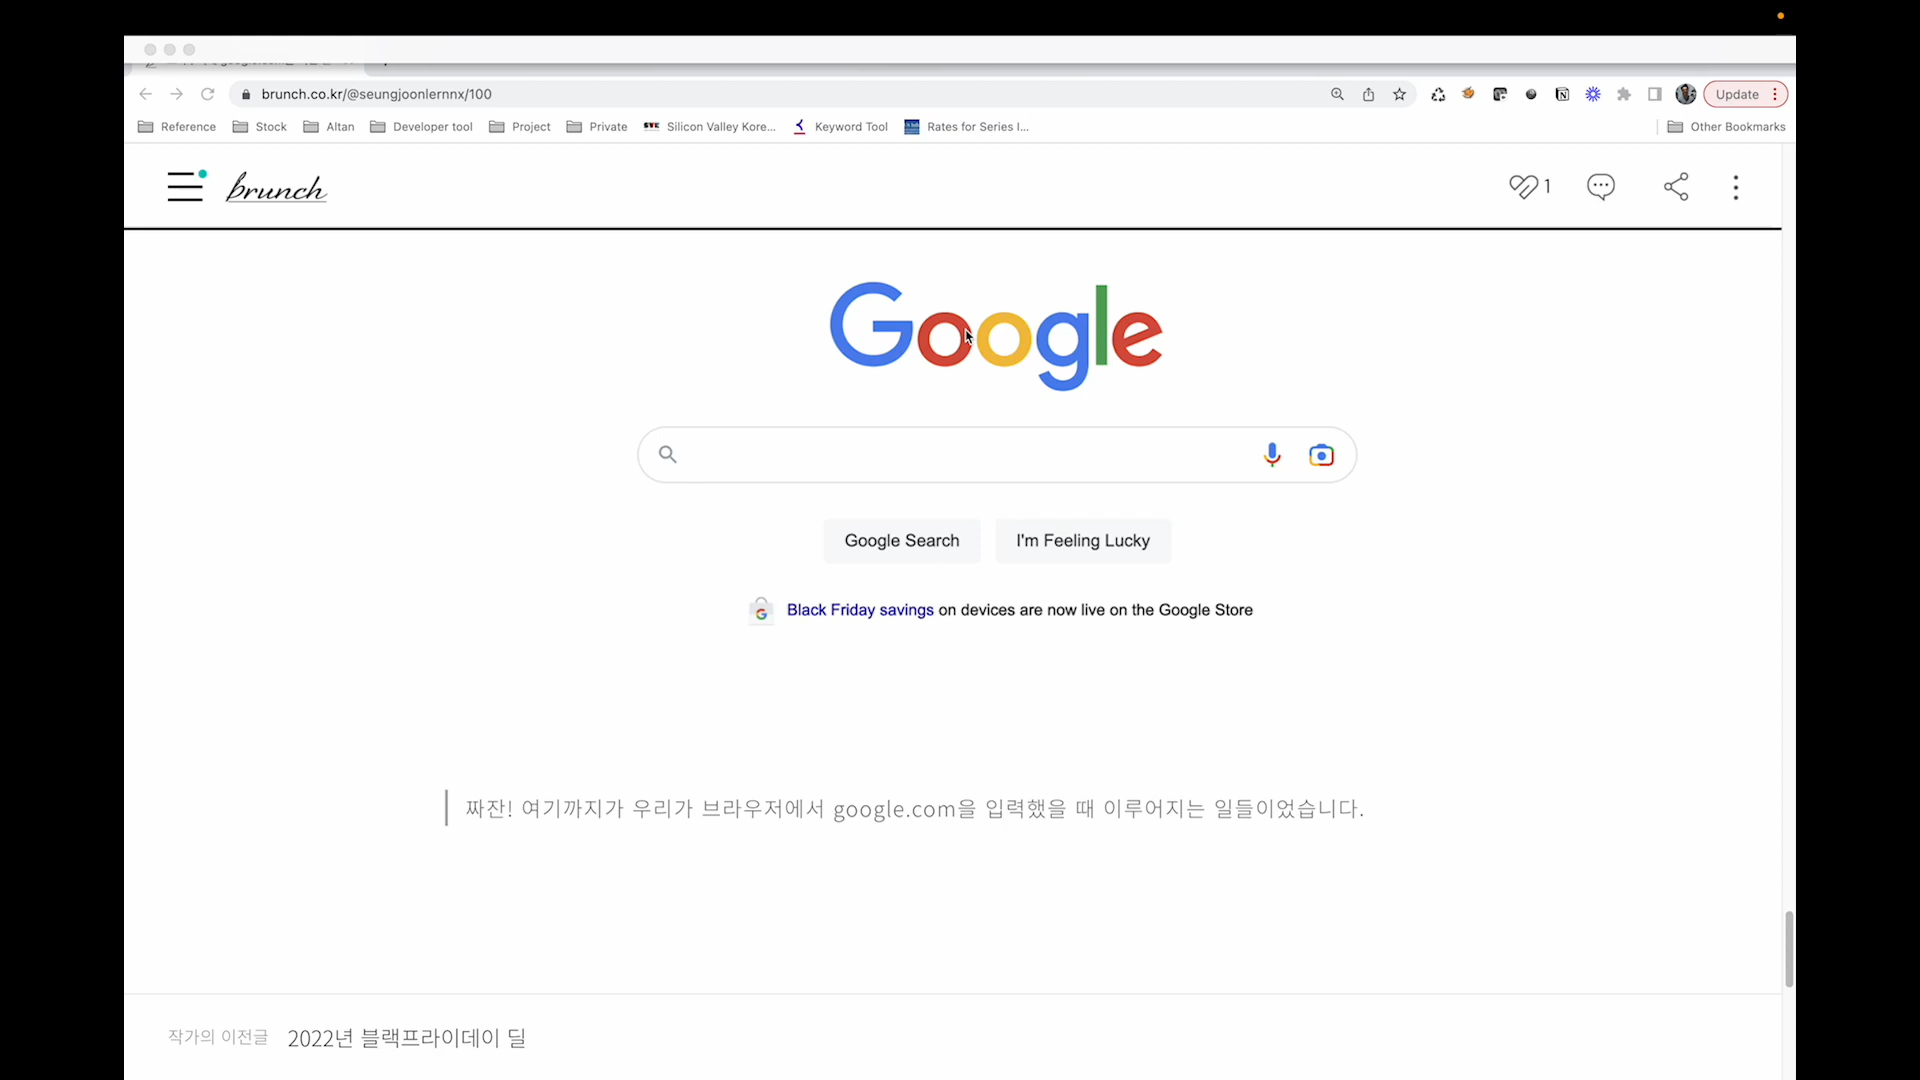 brunch.co.kr/@seungjoonlernnx/100
Update
Reference
Stock
Altan
Developer tool
Project
Private
SVK
Silicon Valley Kore...
Keyword Tool
Rates for Series I...
Other Bookmarks
brunch
1
Google
Google Search
I'm Feeling Lucky
Black Friday savings on devices are now live on the Google Store
짜잔! 여기까지가 우리가 브라우저에서 google.com을 입력했을 때 이루어지는 일들이었습니다.
작가의 이전글 2022년 블랙프라이데이 딜